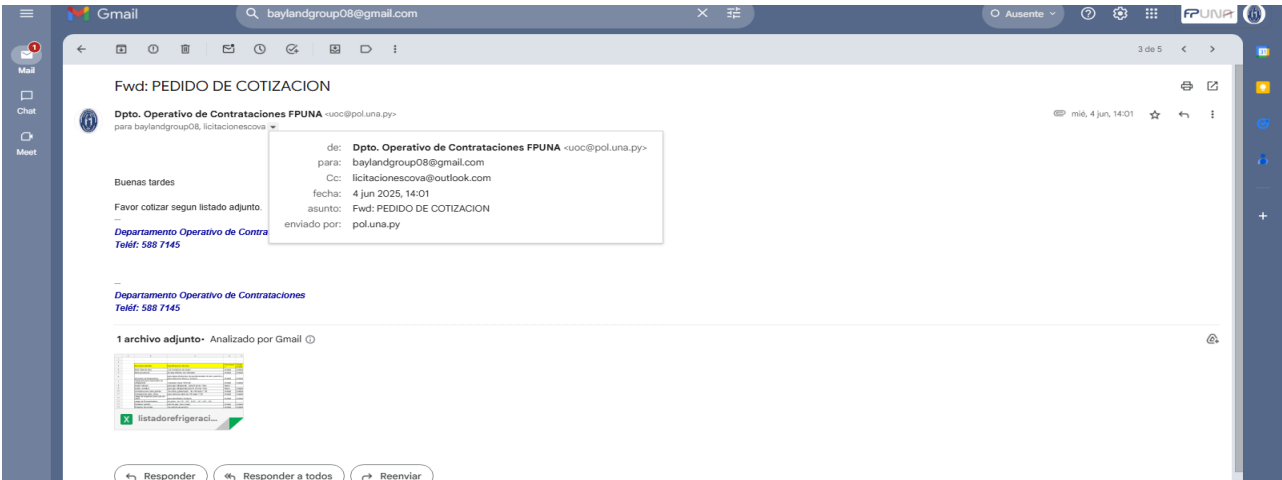 Gmail
baylandgroup08@gmail.com
Ausente
FPUNA
1
Mail
Chat
Meet
3 de 5
Fwd: PEDIDO DE COTIZACION
Dpto. Operativo de Contrataciones FPUNA <uoc@pol.una.py>
mié, 4 jun, 14:01
para baylandgroup08, licitacionescova
de: Dpto. Operativo de Contrataciones FPUNA <uoc@pol.una.py>
para: baylandgroup08@gmail.com
Cc: licitacionescova@outlook.com
fecha: 4 jun 2025, 14:01
asunto: Fwd: PEDIDO DE COTIZACION
enviado por: pol.una.py
Buenas tardes
Favor cotizar segun listado adjunto.
--
Departamento Operativo de Contra
Teléf: 588 7145
--
Departamento Operativo de Contrataciones
Teléf: 588 7145
1 archivo adjunto • Analizado por Gmail
X listadorefrigeraci...
Responder
Responder a todos
Reenviar